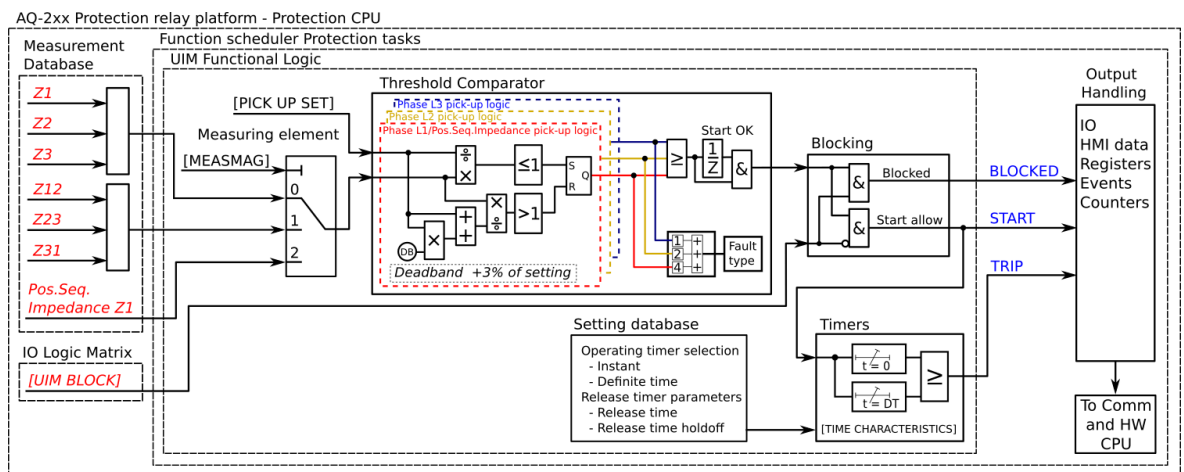 AQ-2xx Protection relay platform - Protection CPU
Function scheduler Protection tasks
UIM Functional Logic
Measurement
Database
Z1
Z2
Z3
Z12
Z23
Z31
Pos.Seq.
Impedance Z1
IO Logic Matrix
[UIM BLOCK]
[PICK UP SET]
Measuring element
[MEASMAG]
0
1
2
Threshold Comparator
Phase L3 pick-up logic
Phase L2 pick-up logic
Phase L1/Pos.Seq.Impedance pick-up logic
÷
×
≤1
S
Q
R
×
÷
>1
+
+
×
DB
Deadband +3% of setting
≥
Start OK
1
Z
&
1 +
2 +
4 +
Fault
type
Blocking
&
Blocked
&
Start allow
BLOCKED
START
TRIP
Output
Handling
IO
HMI data
Registers
Events
Counters
To Comm
and HW
CPU
Setting database
Operating timer selection
- Instant
- Definite time
Release timer parameters
- Release time
- Release time holdoff
Timers
t = 0
t = DT
≥
[TIME CHARACTERISTICS]